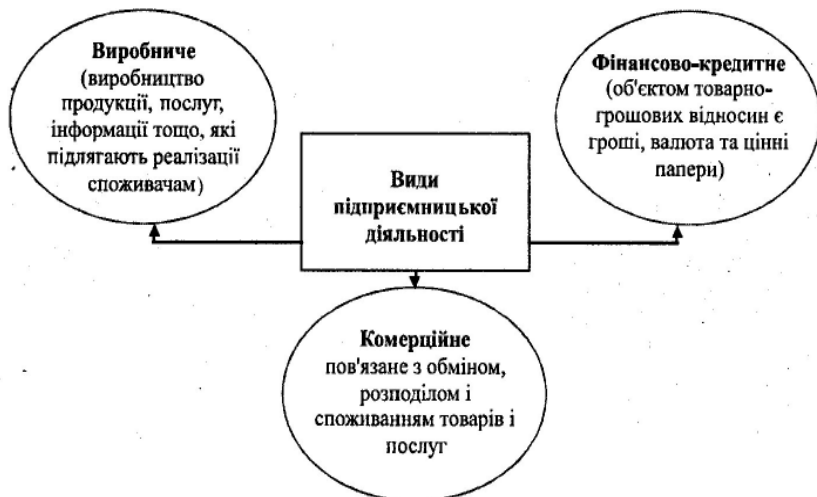 Виробниче
(виробництво
продукції, послуг,
інформації тощо, які
підлягають реалізації
споживачам)
Фінансово-кредитне
(об'єктом товарно-
грошових відносин є
гроші, валюта та цінні
папери)
Види
підприємницької
діяльності
Комерційне
пов'язане з обміном,
розподілом і
споживанням товарів і
послуг